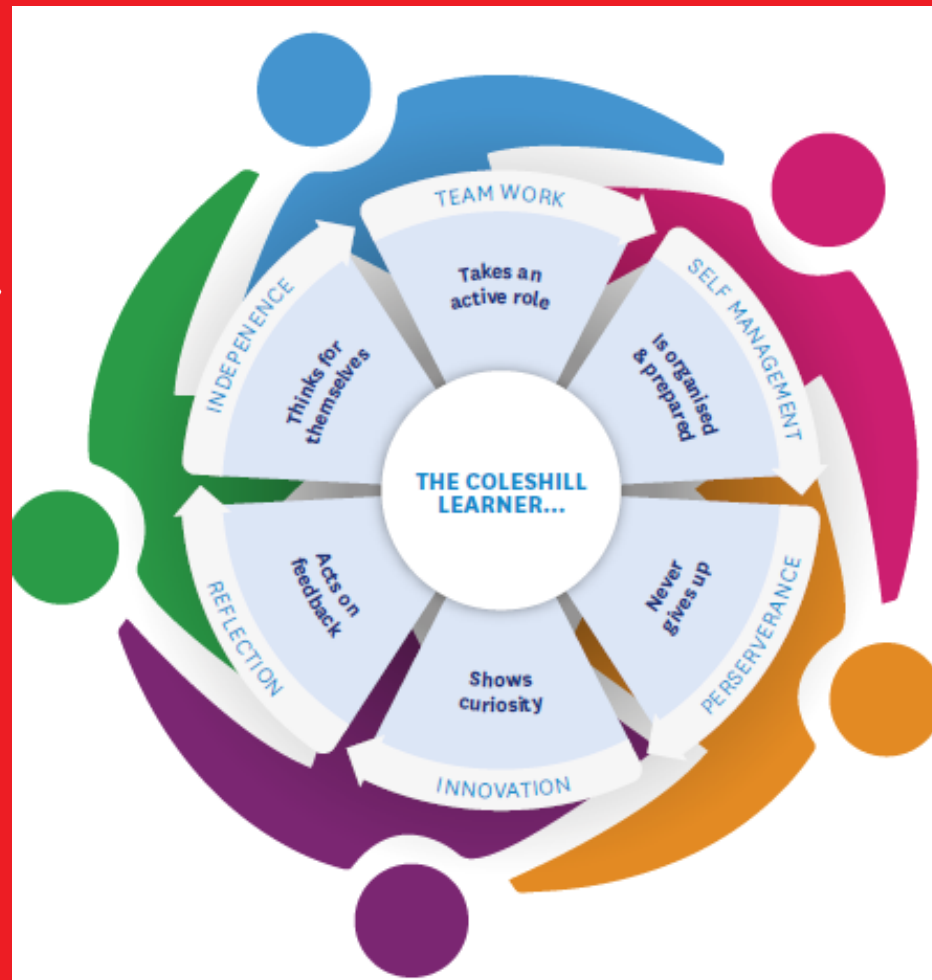 THE COLESHILL
LEARNER...
TEAM WORK
Takes an
active role
SELF MANAGEMENT
Is organised
& prepared
PERSERVERANCE
Never
gives up
INNOVATION
Shows
curiosity
REFLECTION
Acts on
feedback
INDEPENENCE
Thinks for
themselves